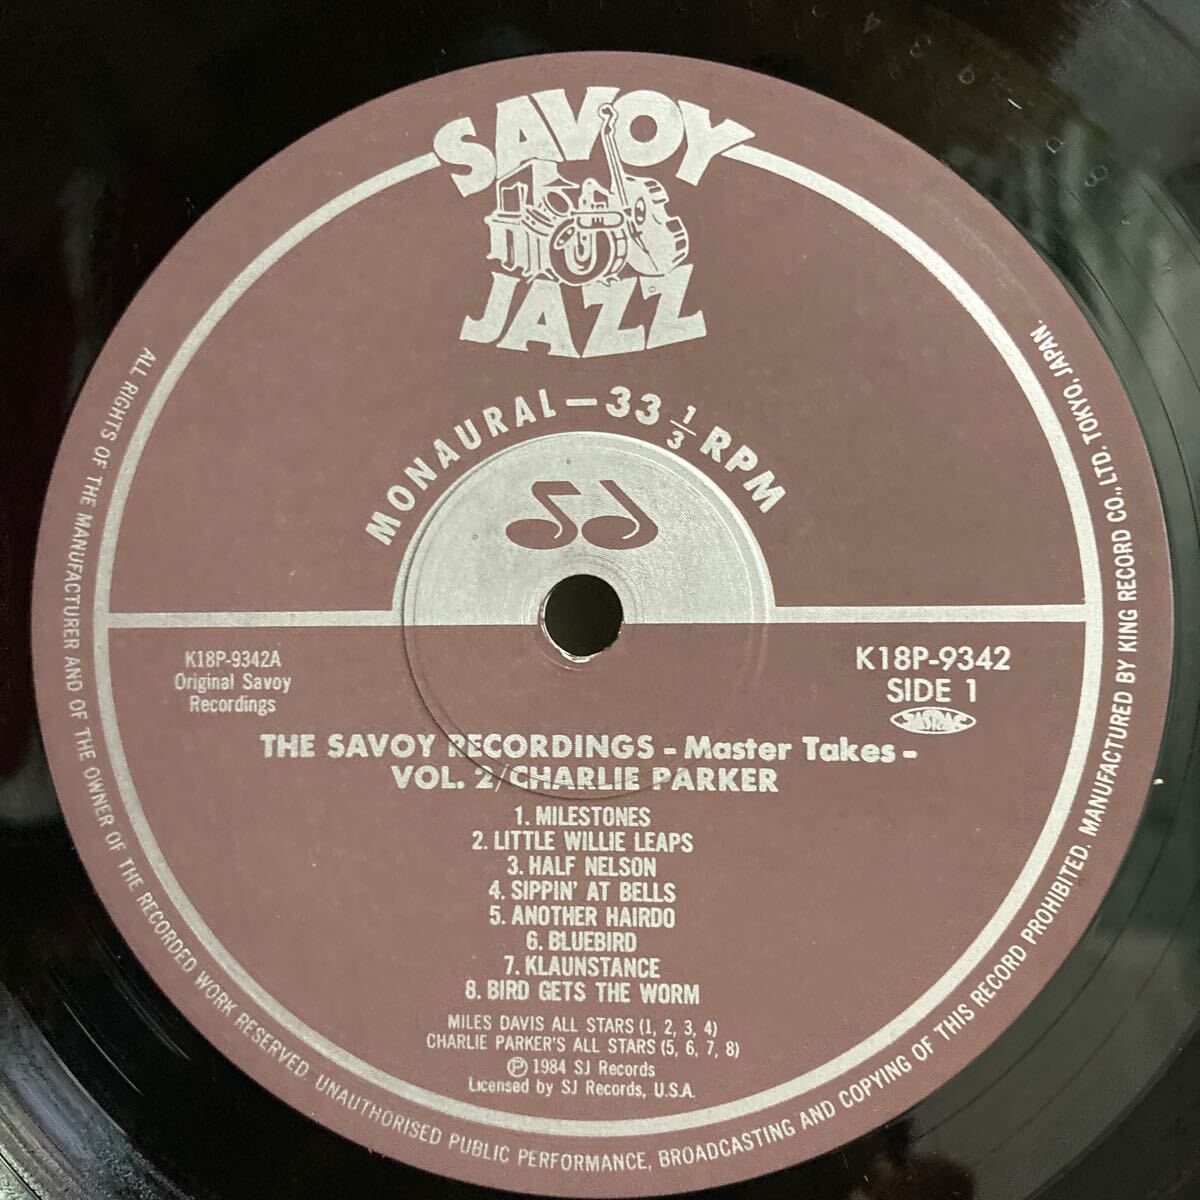 SAVOY
JAZZ
MONAURAL — 33 1/3 RPM
K18P-9342A
Original Savoy
Recordings
K18P-9342
SIDE 1
JASRAC
THE SAVOY RECORDINGS - Master Takes -
VOL. 2/CHARLIE PARKER
1. MILESTONES
2. LITTLE WILLIE LEAPS
3. HALF NELSON
4. SIPPIN' AT BELLS
5. ANOTHER HAIRDO
6. BLUEBIRD
7. KLAUNSTANCE
8. BIRD GETS THE WORM
MILES DAVIS ALL STARS (1, 2, 3, 4)
CHARLIE PARKER'S ALL STARS (5, 6, 7, 8)
Ⓟ 1984 SJ Records
Licensed by SJ Records, U.S.A.
ALL RIGHTS OF THE MANUFACTURER AND OF THE OWNER OF THE RECORDED WORK RESERVED. UNAUTHORISED PUBLIC PERFORMANCE, BROADCASTING AND COPYING OF THIS RECORD PROHIBITED. MANUFACTURED BY KING RECORD CO., LTD. TOKYO, JAPAN.